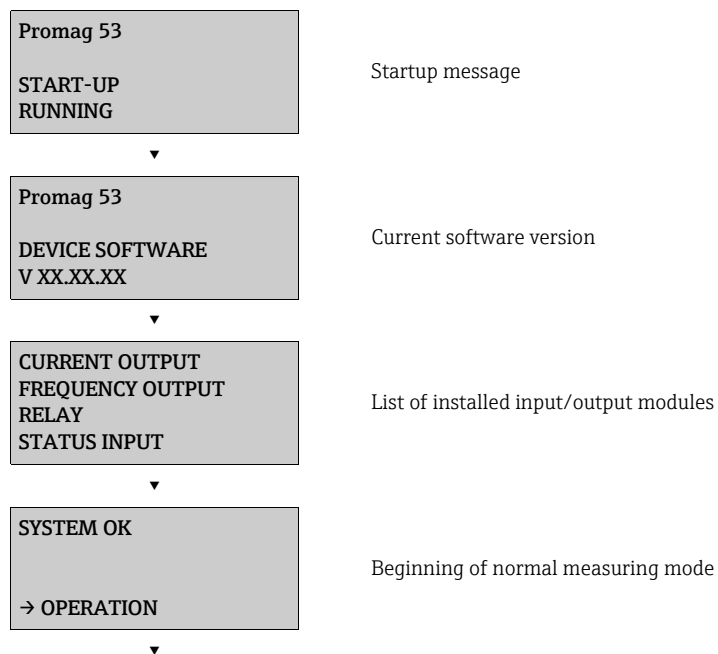 Promag 53
START-UP
RUNNING
Startup message
▼
Promag 53
DEVICE SOFTWARE
V XX.XX.XX
Current software version
▼
CURRENT OUTPUT
FREQUENCY OUTPUT
RELAY
STATUS INPUT
List of installed input/output modules
▼
SYSTEM OK
→ OPERATION
Beginning of normal measuring mode
▼